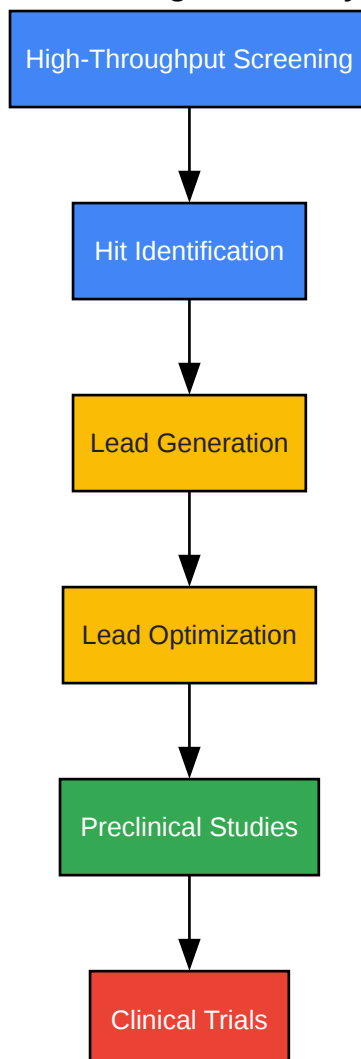 High-Throughput Screening
Hit Identification
Lead Generation
Lead Optimization
Preclinical Studies
Clinical Trials